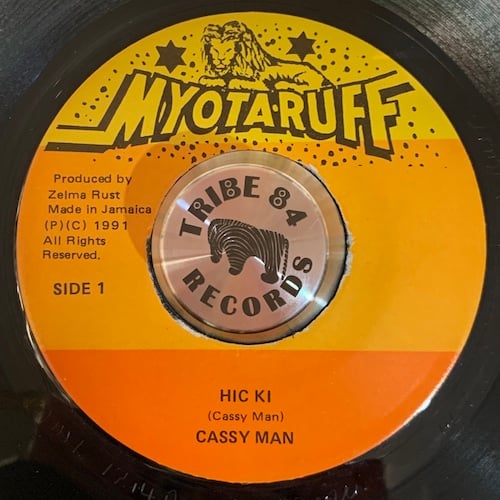 MYOTARUFF
Produced by
Zelma Rust
Made in Jamaica
(P)(C) 1991
All Rights
Reserved.
SIDE 1
TRIBE 84
RECORDS
HIC KI
(Cassy Man)
CASSY MAN